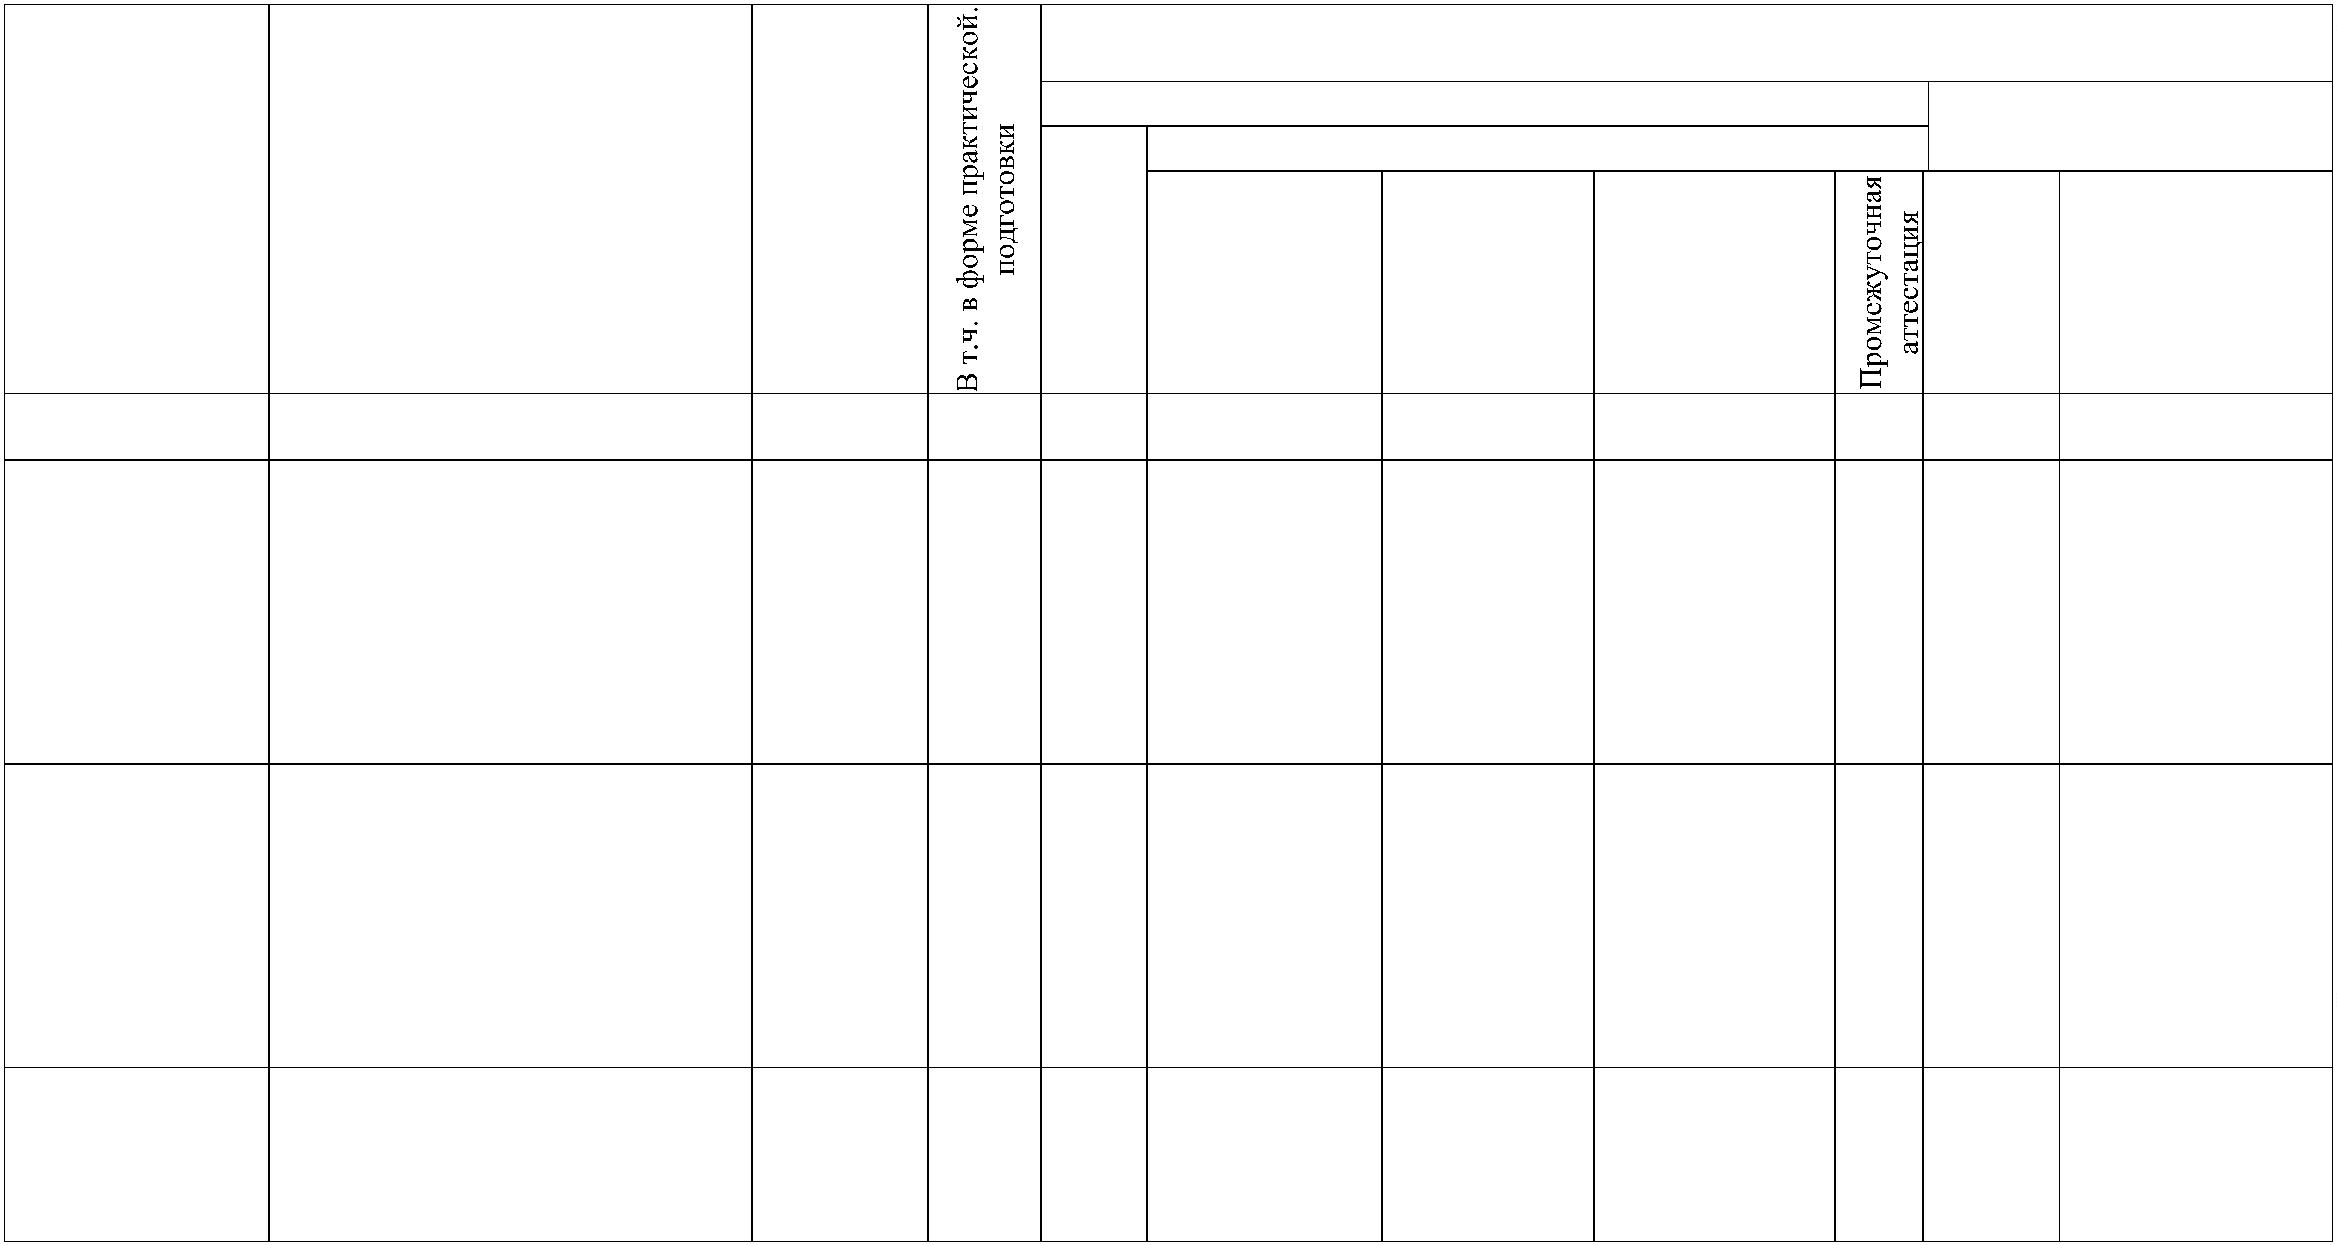 В т.ч. в форме практической.
подготовки
Промежуточная
аттестация